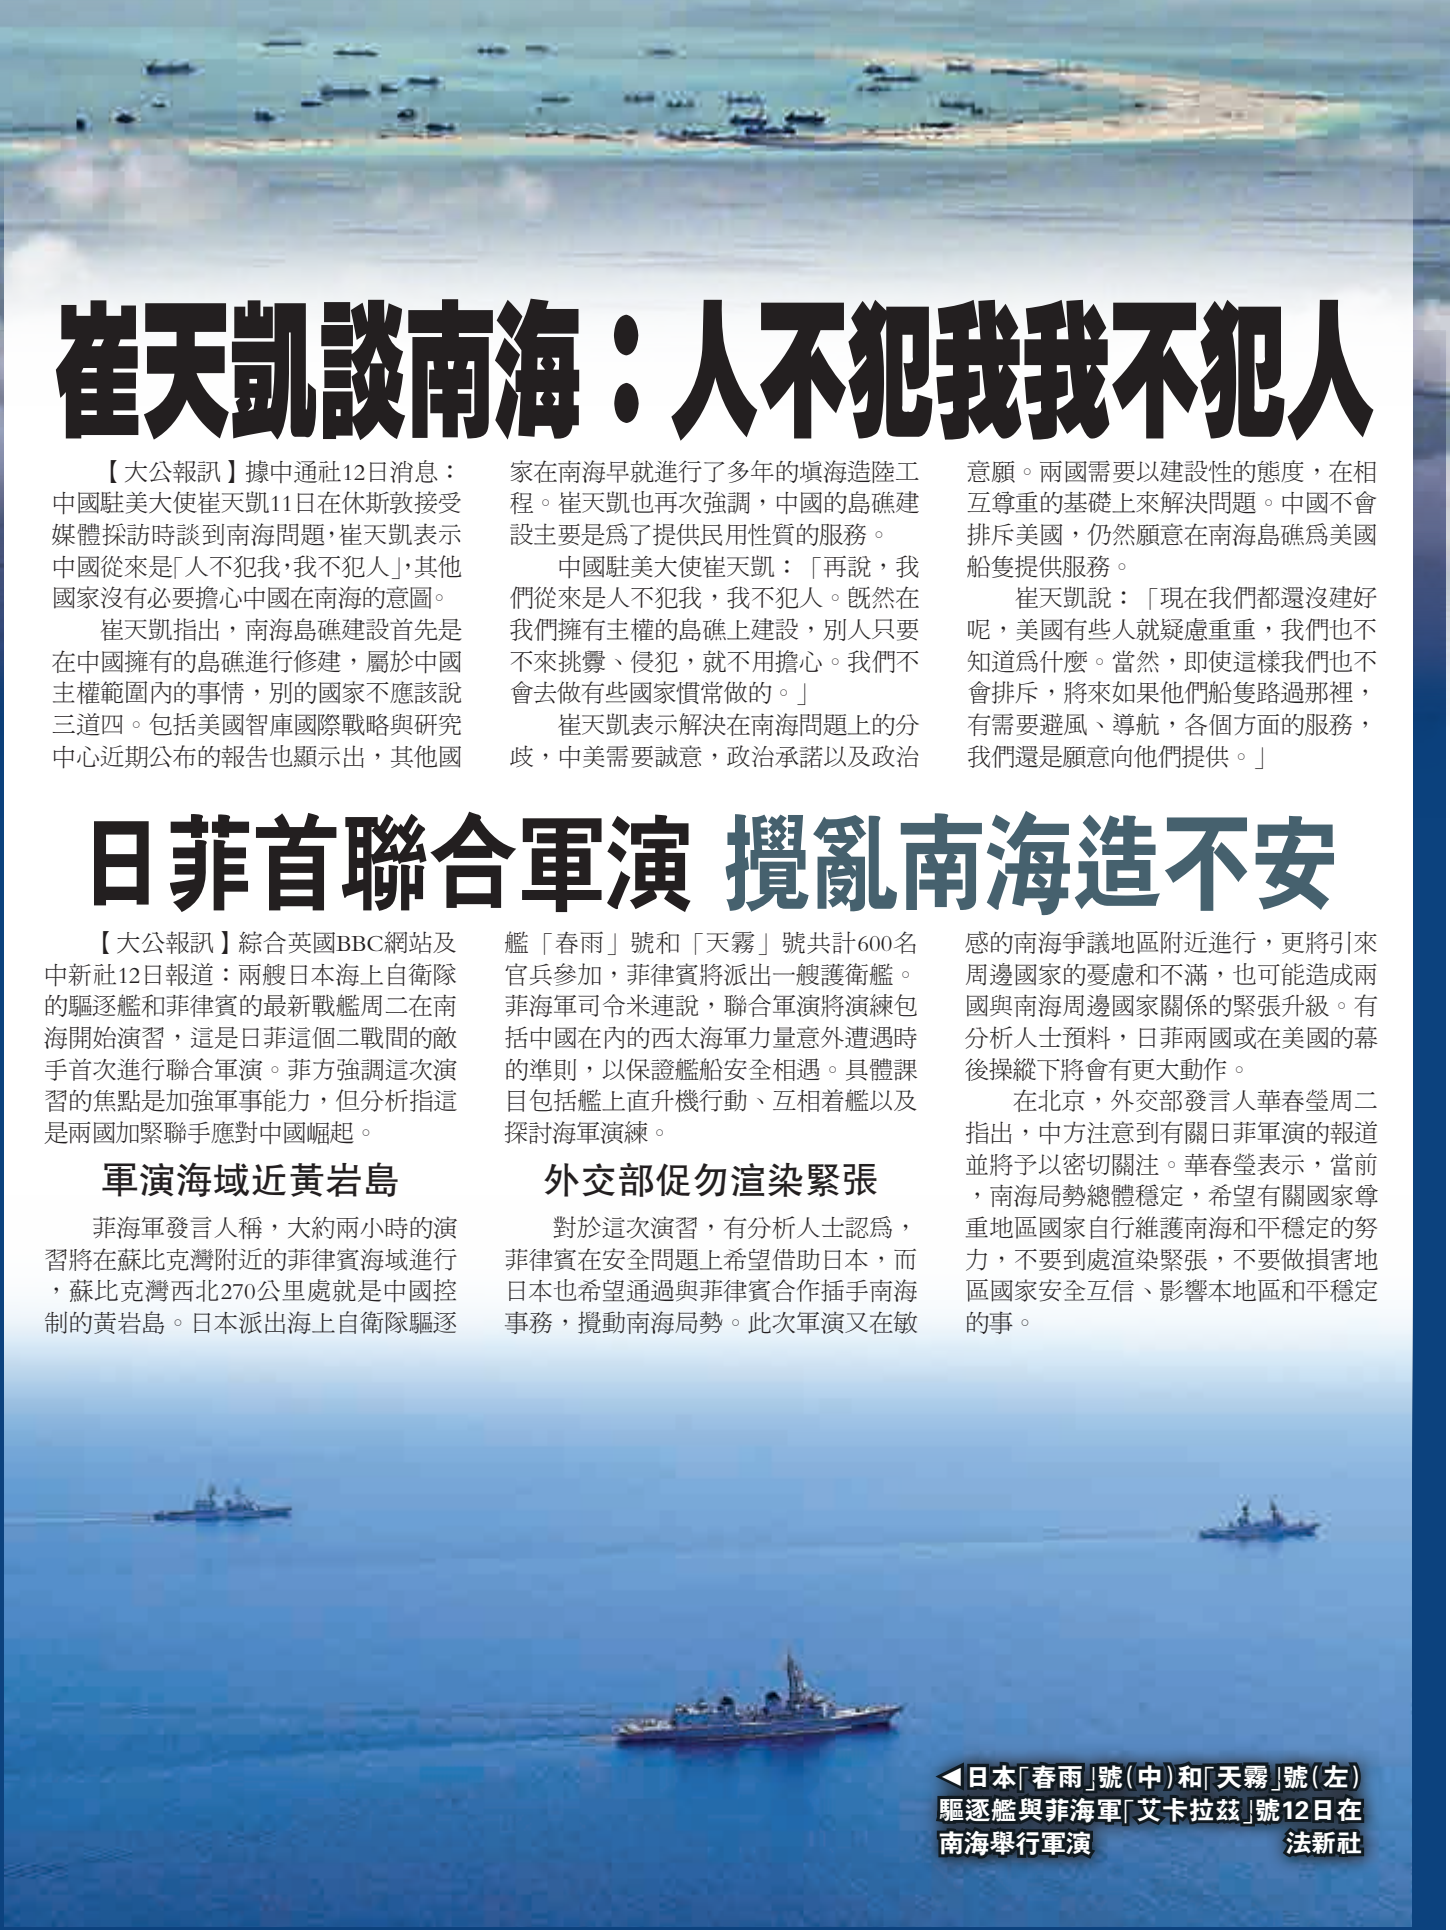 崔天凱談南海：人不犯我我不犯人
【大公報訊】據中通社12日消息：
中國駐美大使崔天凱11日在休斯敦接受
媒體採訪時談到南海問題，崔天凱表示
中國從來是「人不犯我，我不犯人」，其他
國家沒有必要擔心中國在南海的意圖。
崔天凱指出，南海島礁建設首先是
在中國擁有的島礁進行修建，屬於中國
主權範圍內的事情，別的國家不應該說
三道四。包括美國智庫國際戰略與研究
中心近期公布的報告也顯示出，其他國
家在南海早就進行了多年的填海造陸工
程。崔天凱也再次強調，中國的島礁建
設主要是爲了提供民用性質的服務。
中國駐美大使崔天凱：「再說，我
們從來是人不犯我，我不犯人。既然在
我們擁有主權的島礁上建設，別人只要
不來挑釁、侵犯，就不用擔心。我們不
會去做有些國家慣常做的。」
崔天凱表示解決在南海問題上的分
歧，中美需要誠意，政治承諾以及政治
意願。兩國需要以建設性的態度，在相
互尊重的基礎上來解決問題。中國不會
排斥美國，仍然願意在南海島礁爲美國
船隻提供服務。
崔天凱說：「現在我們都還沒建好
呢，美國有些人就疑慮重重，我們也不
知道爲什麼。當然，即使這樣我們也不
會排斥，將來如果他們船隻路過那裡，
有需要避風、導航，各個方面的服務，
我們還是願意向他們提供。」
日菲首聯合軍演 攪亂南海造不安
【大公報訊】綜合英國BBC網站及
中新社12日報道：兩艘日本海上自衛隊
的驅逐艦和菲律賓的最新戰艦周二在南
海開始演習，這是日菲這個二戰間的敵
手首次進行聯合軍演。菲方強調這次演
習的焦點是加強軍事能力，但分析指這
是兩國加緊聯手應對中國崛起。
軍演海域近黃岩島
菲海軍發言人稱，大約兩小時的演
習將在蘇比克灣附近的菲律賓海域進行
，蘇比克灣西北270公里處就是中國控
制的黃岩島。日本派出海上自衛隊驅逐
艦「春雨」號和「天霧」號共計600名
官兵參加，菲律賓將派出一艘護衛艦。
菲海軍司令米連說，聯合軍演將演練包
括中國在內的西太海軍力量意外遭遇時
的準則，以保證艦船安全相遇。具體課
目包括艦上直升機行動、互相着艦以及
探討海軍演練。
外交部促勿渲染緊張
對於這次演習，有分析人士認爲，
菲律賓在安全問題上希望借助日本，而
日本也希望通過與菲律賓合作插手南海
事務，攪動南海局勢。此次軍演又在敏
感的南海爭議地區附近進行，更將引來
周邊國家的憂慮和不滿，也可能造成兩
國與南海周邊國家關係的緊張升級。有
分析人士預料，日菲兩國或在美國的幕
後操縱下將會有更大動作。
在北京，外交部發言人華春瑩周二
指出，中方注意到有關日菲軍演的報道
並將予以密切關注。華春瑩表示，當前
，南海局勢總體穩定，希望有關國家尊
重地區國家自行維護南海和平穩定的努
力，不要到處渲染緊張，不要做損害地
區國家安全互信、影響本地區和平穩定
的事。
◀日本「春雨」號（中）和「天霧」號（左）
驅逐艦與菲海軍「艾卡拉茲」號12日在
南海舉行軍演 法新社